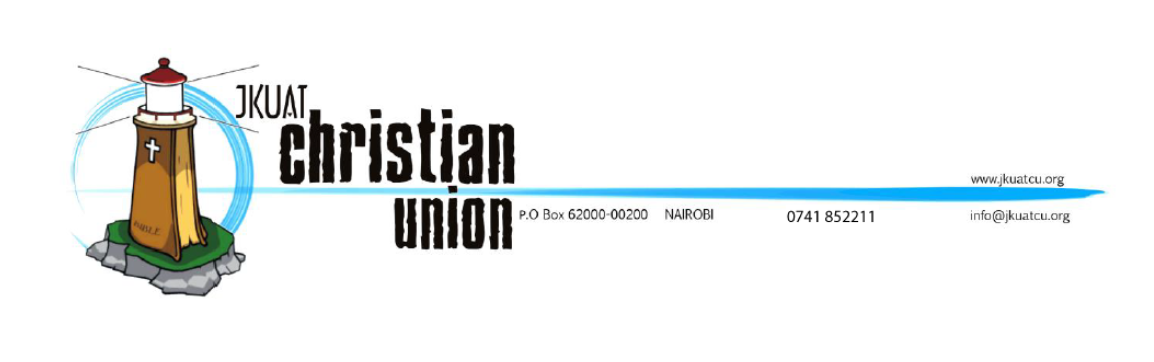 JKUAT
christian
union
www.jkuatcu.org
P.O Box 62000-00200 NAIROBI 0741 852211 info@jkuatcu.org